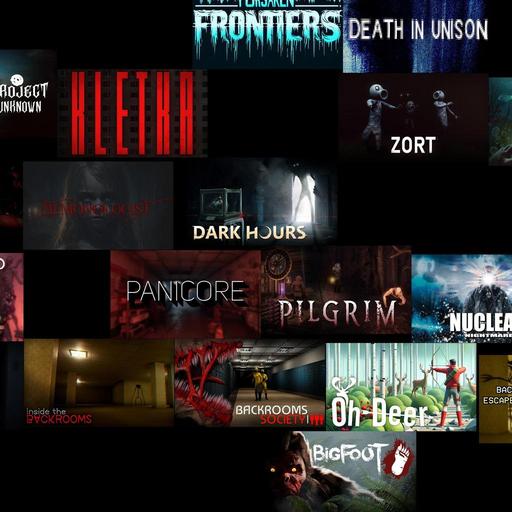 FORSAKEN
FRONTIERS
DEATH IN UNISON
PROJECT
UNKNOWN
KLETKA
ZORT
DEMONOLOGIST
DARK HOURS
PANICORE
PILGRIM
NUCLEA
NIGHTMARE
Inside the
BACKROOMS
BACKROOMS
SOCIETY
Oh Deer
BAC
ESCAPE
BIGFOOT